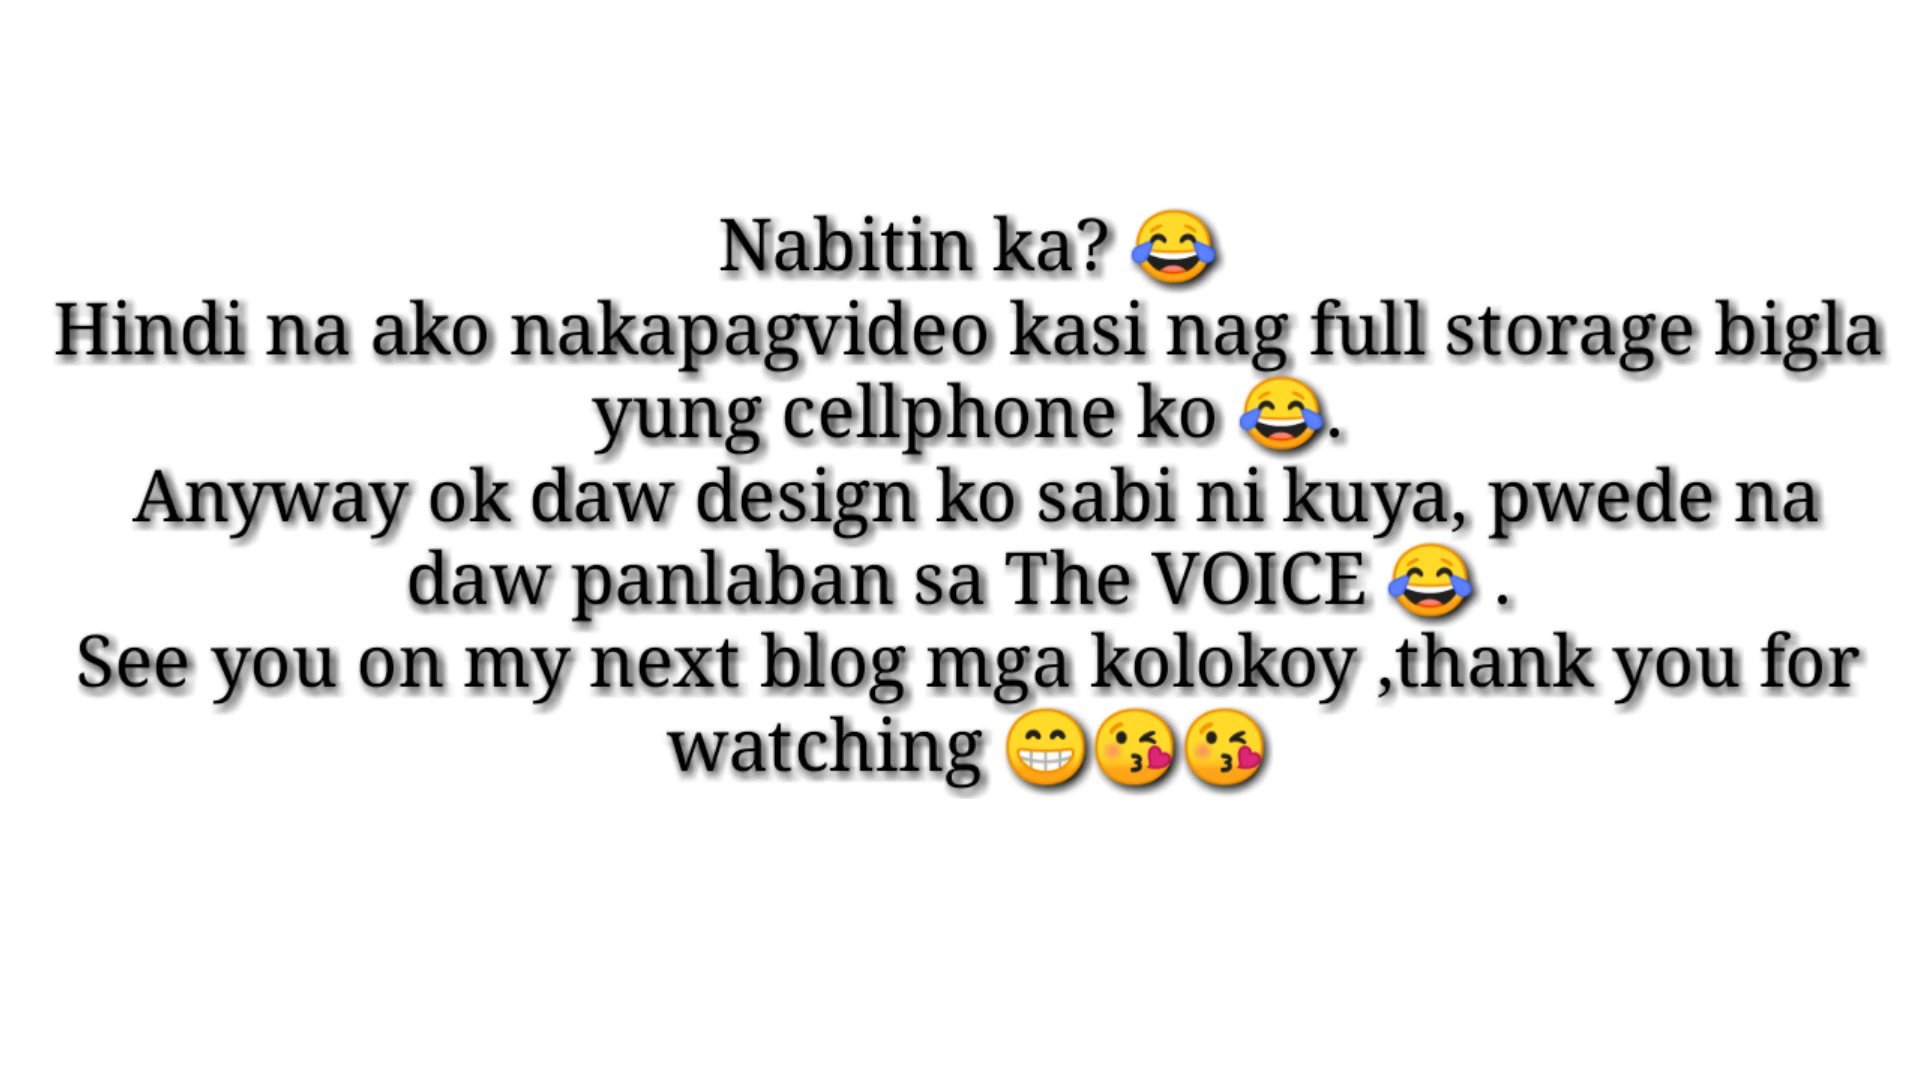 Nabitin ka? 😂
Hindi na ako nakapagvideo kasi nag full storage bigla
yung cellphone ko 😂.
Anyway ok daw design ko sabi ni kuya, pwede na
daw panlaban sa The VOICE 😂 .
See you on my next blog mga kolokoy ,thank you for
watching 😁😘😘